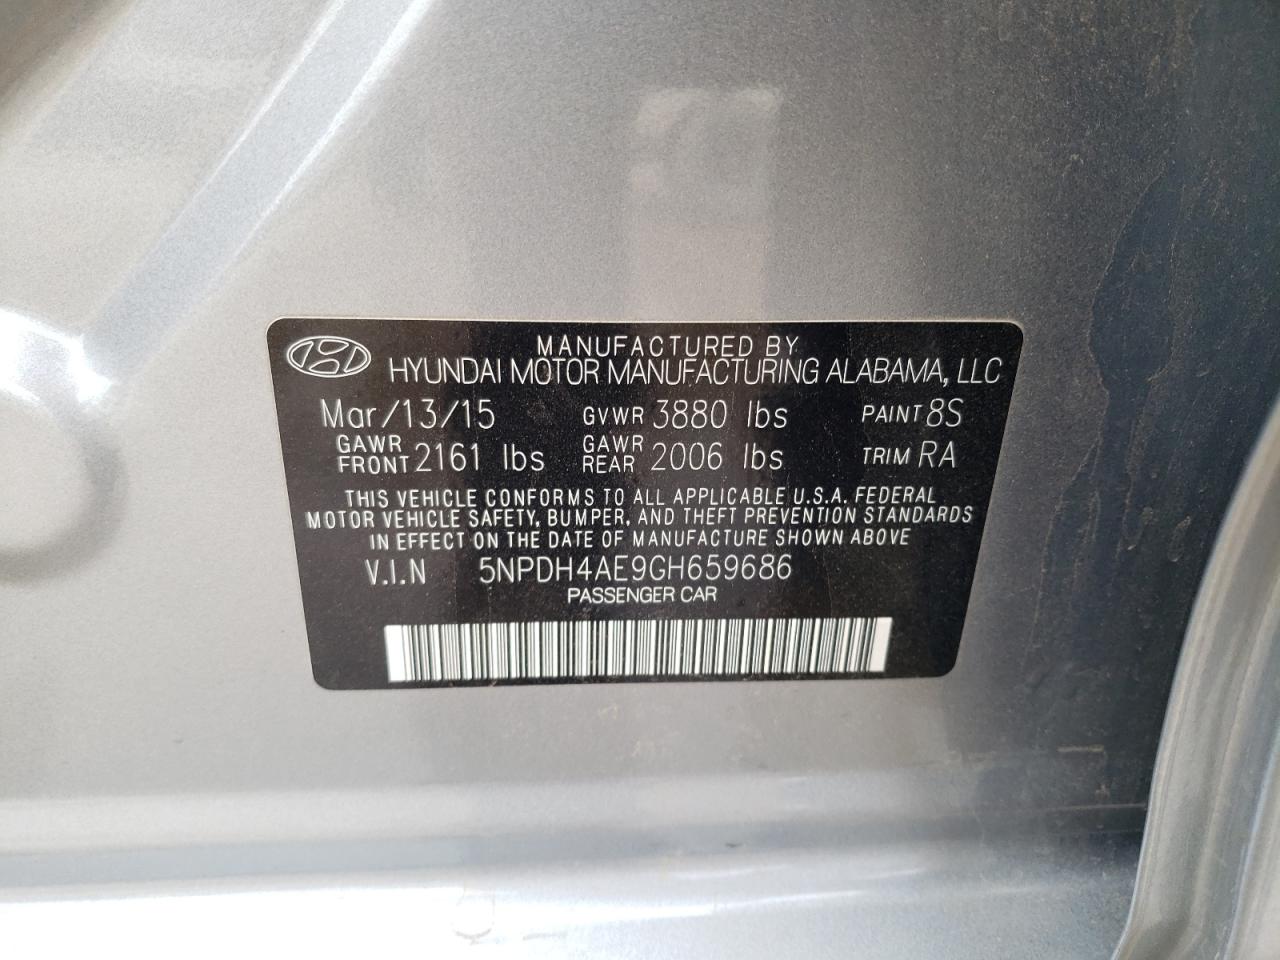 MANUFACTURED BY
HYUNDAI MOTOR MANUFACTURING ALABAMA, LLC
Mar/13/15 GVWR 3880 lbs PAINT 8S
GAWR FRONT 2161 lbs GAWR REAR 2006 lbs TRIM RA
THIS VEHICLE CONFORMS TO ALL APPLICABLE U.S.A. FEDERAL
MOTOR VEHICLE SAFETY, BUMPER, AND THEFT PREVENTION STANDARDS
IN EFFECT ON THE DATE OF MANUFACTURE SHOWN ABOVE
V.I.N 5NPDH4AE9GH659686
PASSENGER CAR